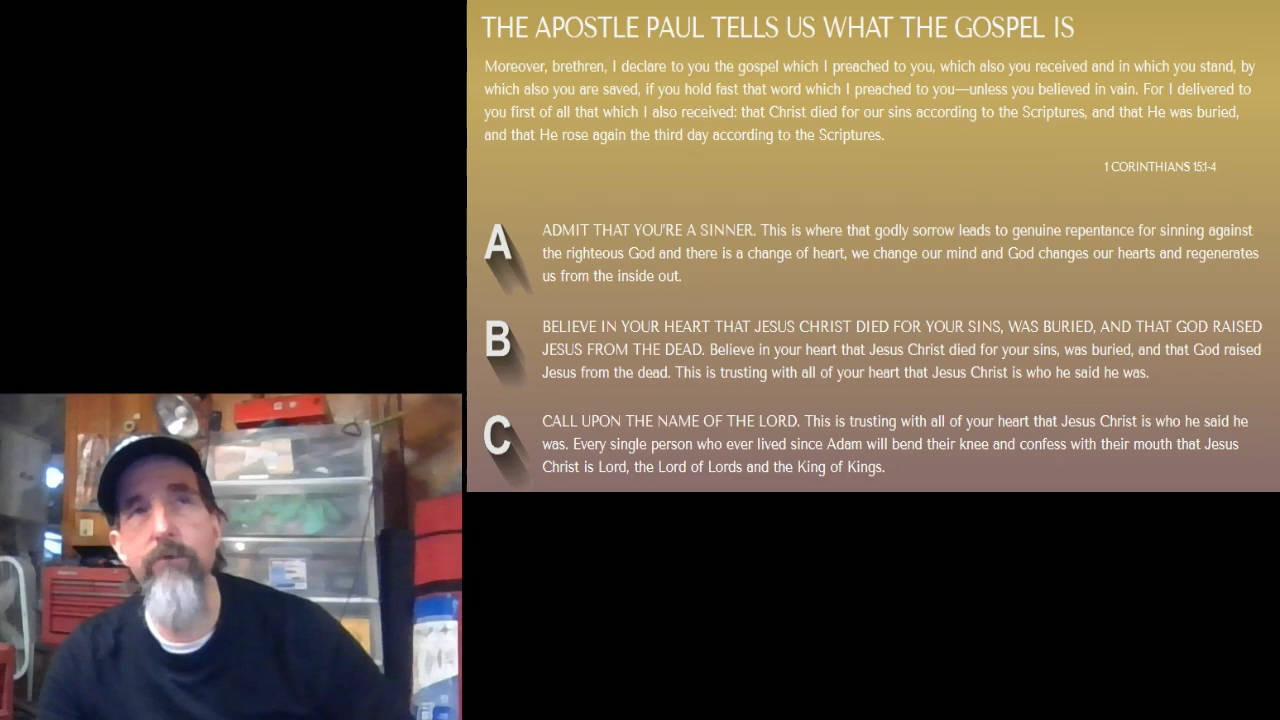 THE APOSTLE PAUL TELLS US WHAT THE GOSPEL IS
Moreover, brethren, I declare to you the gospel which I preached to you, which also you received and in which you stand, by
which also you are saved, if you hold fast that word which I preached to you—unless you believed in vain. For I delivered to
you first of all that which I also received: that Christ died for our sins according to the Scriptures, and that He was buried,
and that He rose again the third day according to the Scriptures.
1 CORINTHIANS 15:1-4
A
ADMIT THAT YOU'RE A SINNER. This is where that godly sorrow leads to genuine repentance for sinning against
the righteous God and there is a change of heart, we change our mind and God changes our hearts and regenerates
us from the inside out.
B
BELIEVE IN YOUR HEART THAT JESUS CHRIST DIED FOR YOUR SINS, WAS BURIED, AND THAT GOD RAISED
JESUS FROM THE DEAD. Believe in your heart that Jesus Christ died for your sins, was buried, and that God raised
Jesus from the dead. This is trusting with all of your heart that Jesus Christ is who he said he was.
C
CALL UPON THE NAME OF THE LORD. This is trusting with all of your heart that Jesus Christ is who he said he
was. Every single person who ever lived since Adam will bend their knee and confess with their mouth that Jesus
Christ is Lord, the Lord of Lords and the King of Kings.